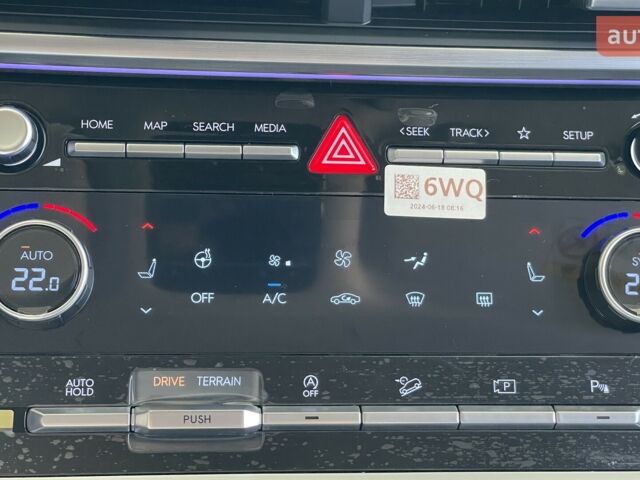 auto
HOME MAP SEARCH MEDIA <SEEK TRACK> SETUP
6WQ
2024-06-18 08:16
AUTO
22.0
OFF A/C
AUTO HOLD
DRIVE TERRAIN
PUSH
A OFF
P
P